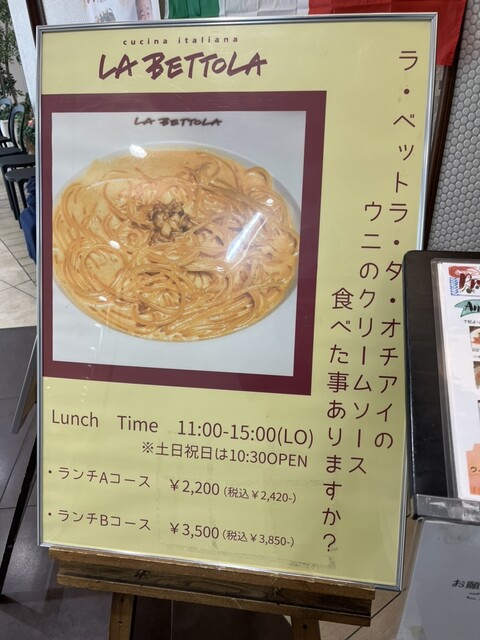 cucina italiana
LA BETTOLA
LA BETTOLA
ラ・ベットラ・ダ・オチアイの
ウニのクリームソース
食べた事ありますか？
Lunch Time 11:00-15:00(LO)
※土日祝日は10:30OPEN
・ランチAコース ￥2,200（税込￥2,420-）
・ランチBコース ￥3,500（税込￥3,850-）
お願